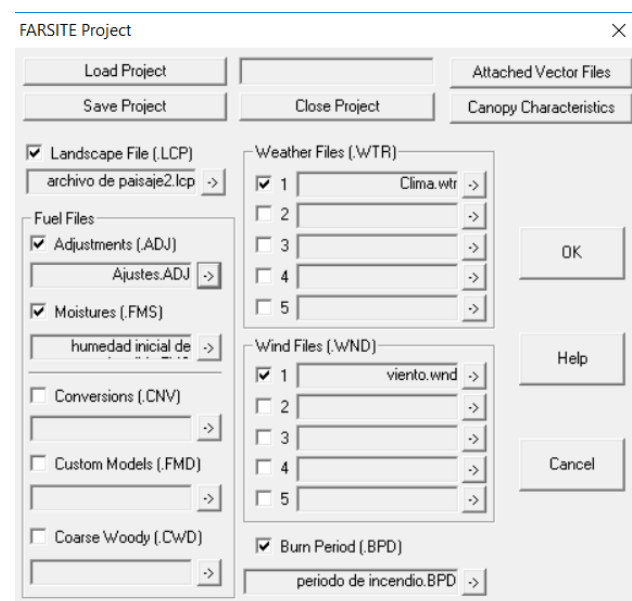 FARSITE Project
Load Project
Attached Vector Files
Save Project
Close Project
Canopy Characteristics
Landscape File (.LCP)
archivo de paisaje2.lcp
->
Fuel Files
Adjustments (.ADJ)
Ajustes.ADJ
->
Moistures (.FMS)
humedad inicial de
->
Conversions (.CNV)
->
Custom Models (.FMD)
->
Coarse Woody (.CWD)
->
Weather Files (.WTR)
1 Clima.wtr ->
2 ->
3 ->
4 ->
5 ->
Wind Files (.WND)
1 viento.wnd ->
2 ->
3 ->
4 ->
5 ->
Burn Period (.BPD)
periodo de incendio.BPD ->
OK
Help
Cancel